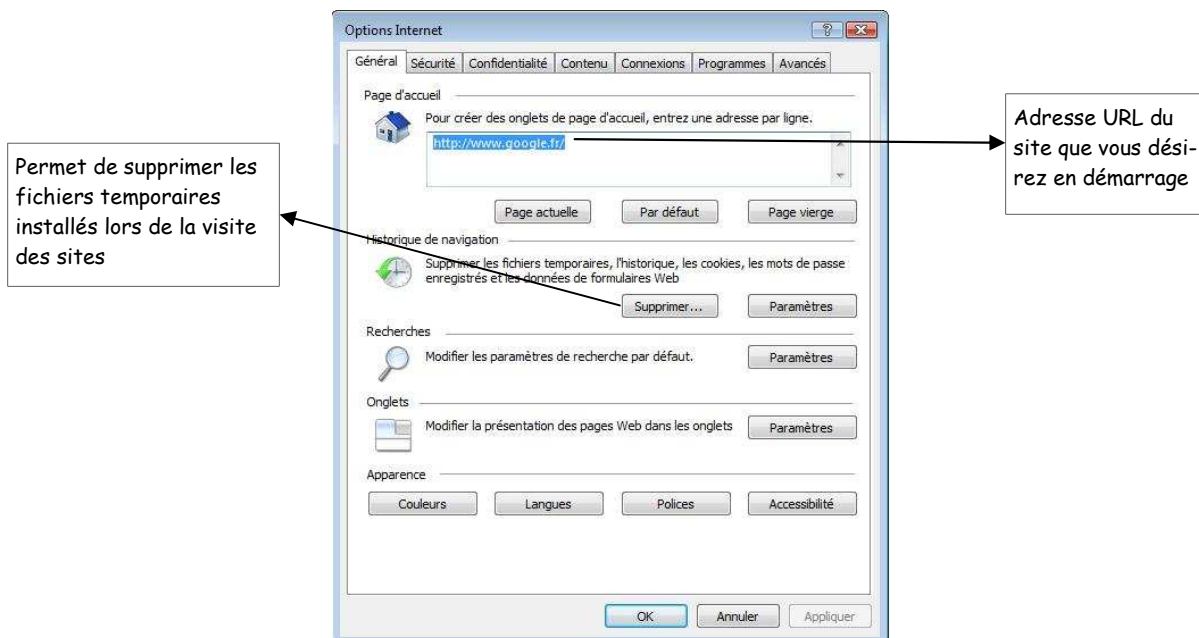 Options Internet
Général Sécurité Confidentialité Contenu Connexions Programmes Avancés
Page d'accueil
Pour créer des onglets de page d'accueil, entrez une adresse par ligne.
http://www.google.fr/
Page actuelle Par défaut Page vierge
Historique de navigation
Supprimer les fichiers temporaires, l'historique, les cookies, les mots de passe
enregistrés et les données de formulaires Web
Supprimer... Paramètres
Recherches
Modifier les paramètres de recherche par défaut. Paramètres
Onglets
Modifier la présentation des pages Web dans les onglets Paramètres
Apparence
Couleurs Langues Polices Accessibilité
OK Annuler Appliquer
Permet de supprimer les
fichiers temporaires
installés lors de la visite
des sites
Adresse URL du
site que vous dési-
rez en démarrage